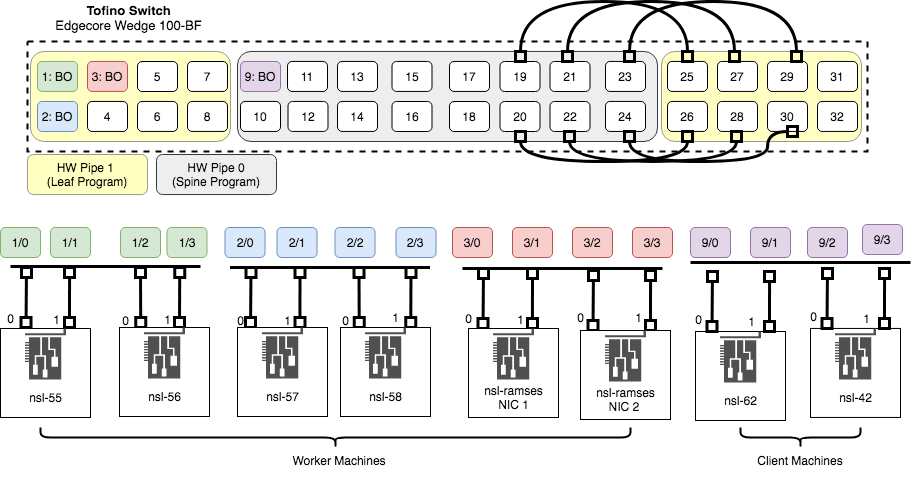 Tofino Switch
Edgecore Wedge 100-BF
1: BO 3: BO 5 7 9: BO 11 13 15 17 19 21 23 25 27 29 31
2: BO 4 6 8 10 12 14 16 18 20 22 24 26 28 30 32
HW Pipe 1
(Leaf Program)
HW Pipe 0
(Spine Program)
1/0 1/1 1/2 1/3 2/0 2/1 2/2 2/3 3/0 3/1 3/2 3/3 9/0 9/1 9/2 9/3
0 1 0 1 0 1 0 1 0 1 0 1 0 1 0 1
nsl-55
nsl-56
nsl-57
nsl-58
nsl-ramses
NIC 1
nsl-ramses
NIC 2
nsl-62
nsl-42
Worker Machines
Client Machines